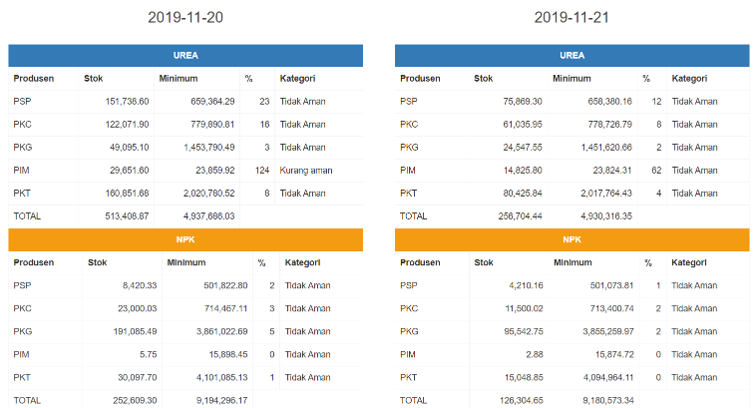 2019-11-20
UREA
Produsen Stok Minimum % Kategori
PSP 151,738.60 659,364.29 23 Tidak Aman
PKC 122,071.90 779,890.81 16 Tidak Aman
PKG 49,095.10 1,453,790.49 3 Tidak Aman
PIM 29,651.60 23,859.92 124 Kurang aman
PKT 160,851.68 2,020,780.52 8 Tidak Aman
TOTAL 513,408.87 4,937,686.03
NPK
Produsen Stok Minimum % Kategori
PSP 8,420.33 501,822.80 2 Tidak Aman
PKC 23,000.03 714,467.11 3 Tidak Aman
PKG 191,085.49 3,861,022.69 5 Tidak Aman
PIM 5.75 15,898.45 0 Tidak Aman
PKT 30,097.70 4,101,085.13 1 Tidak Aman
TOTAL 252,609.30 9,194,296.17
2019-11-21
UREA
Produsen Stok Minimum % Kategori
PSP 75,869.30 658,380.16 12 Tidak Aman
PKC 61,035.95 778,726.79 8 Tidak Aman
PKG 24,547.55 1,451,620.66 2 Tidak Aman
PIM 14,825.80 23,824.31 62 Tidak Aman
PKT 80,425.84 2,017,764.43 4 Tidak Aman
TOTAL 256,704.44 4,930,316.35
NPK
Produsen Stok Minimum % Kategori
PSP 4,210.16 501,073.81 1 Tidak Aman
PKC 11,500.02 713,400.74 2 Tidak Aman
PKG 95,542.75 3,855,259.97 2 Tidak Aman
PIM 2.88 15,874.72 0 Tidak Aman
PKT 15,048.85 4,094,964.11 0 Tidak Aman
TOTAL 126,304.65 9,180,573.34